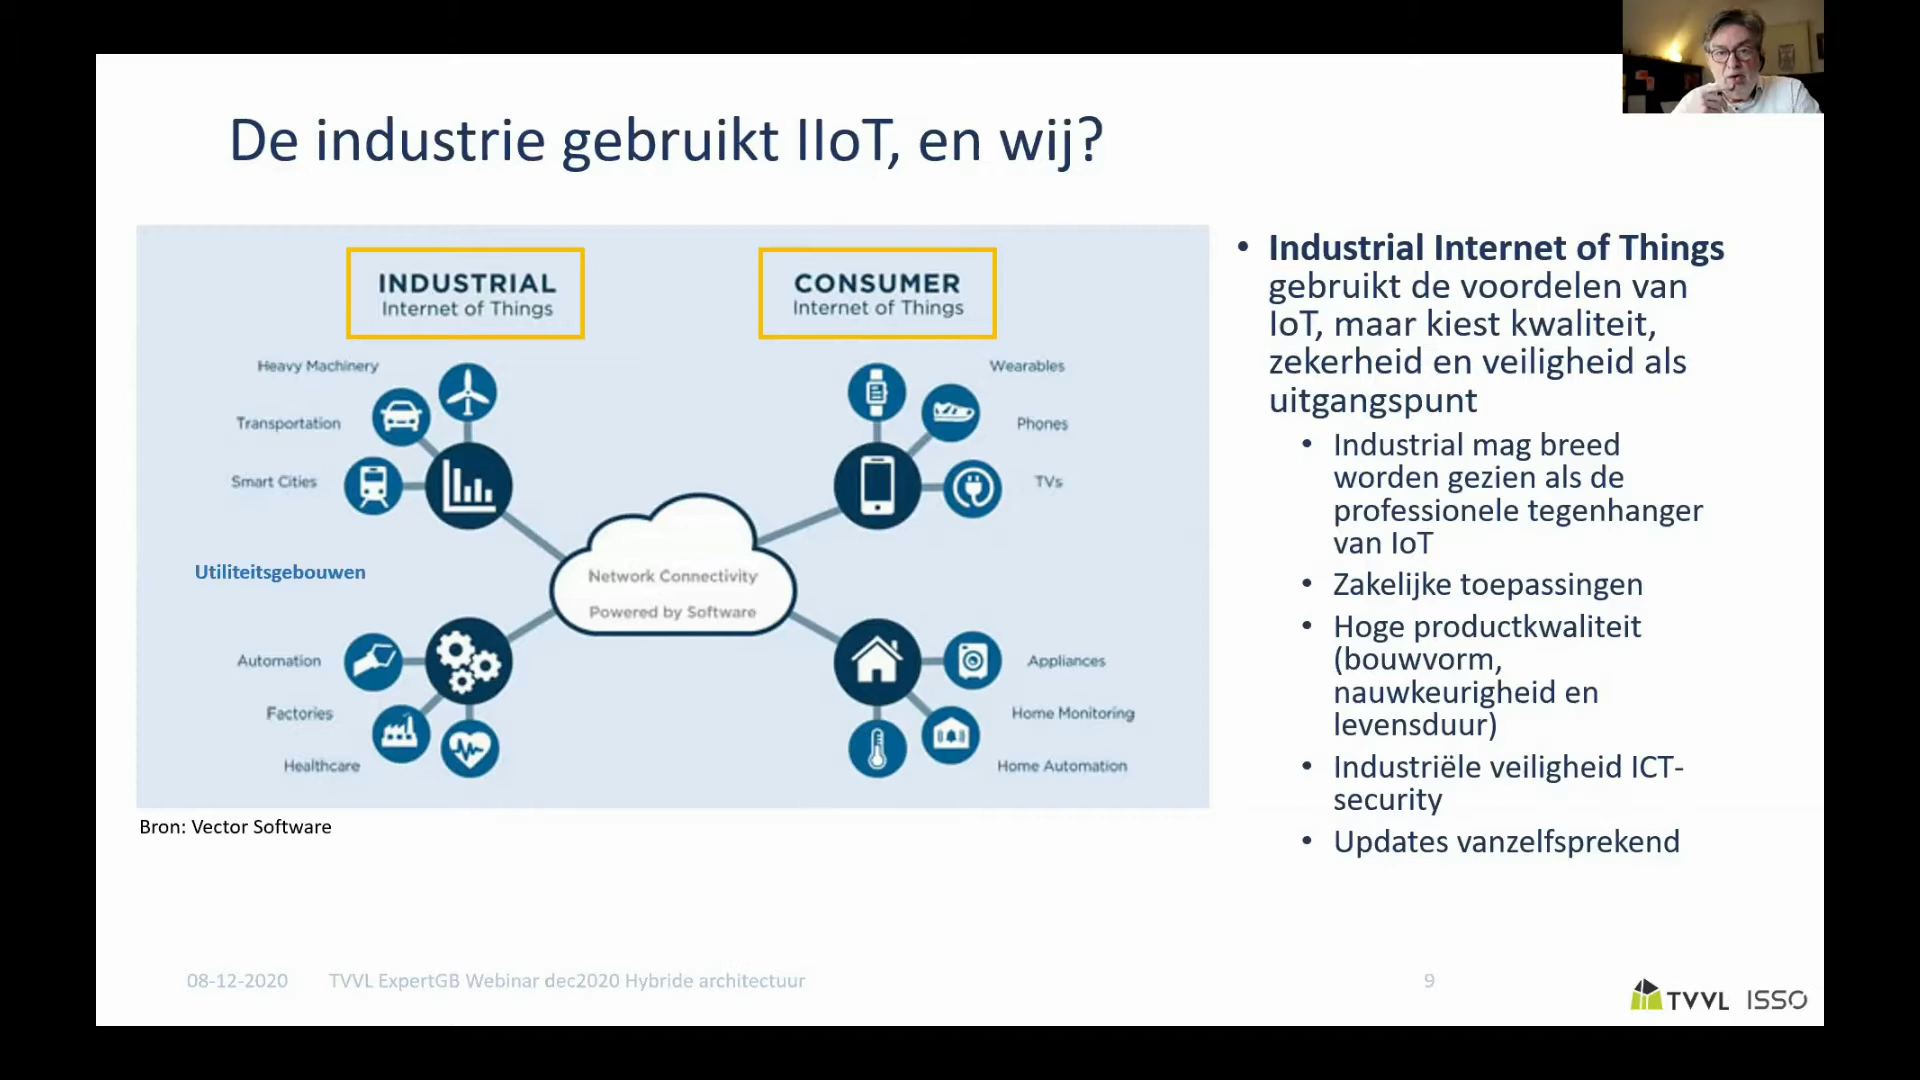 De industrie gebruikt IIoT, en wij?
INDUSTRIAL
Internet of Things
CONSUMER
Internet of Things
Heavy Machinery
Transportation
Smart Cities
Utiliteitsgebouwen
Automation
Factories
Healthcare
Network Connectivity
Powered by Software
Wearables
Phones
TVs
Appliances
Home Monitoring
Home Automation
Bron: Vector Software
• Industrial Internet of Things
gebruikt de voordelen van
IoT, maar kiest kwaliteit,
zekerheid en veiligheid als
uitgangspunt
• Industrial mag breed
worden gezien als de
professionele tegenhanger
van IoT
• Zakelijke toepassingen
• Hoge productkwaliteit
(bouwvorm,
nauwkeurigheid en
levensduur)
• Industriële veiligheid ICT-
security
• Updates vanzelfsprekend
08-12-2020 TVVL ExpertGB Webinar dec2020 Hybride architectuur 9
TVVL ISSO